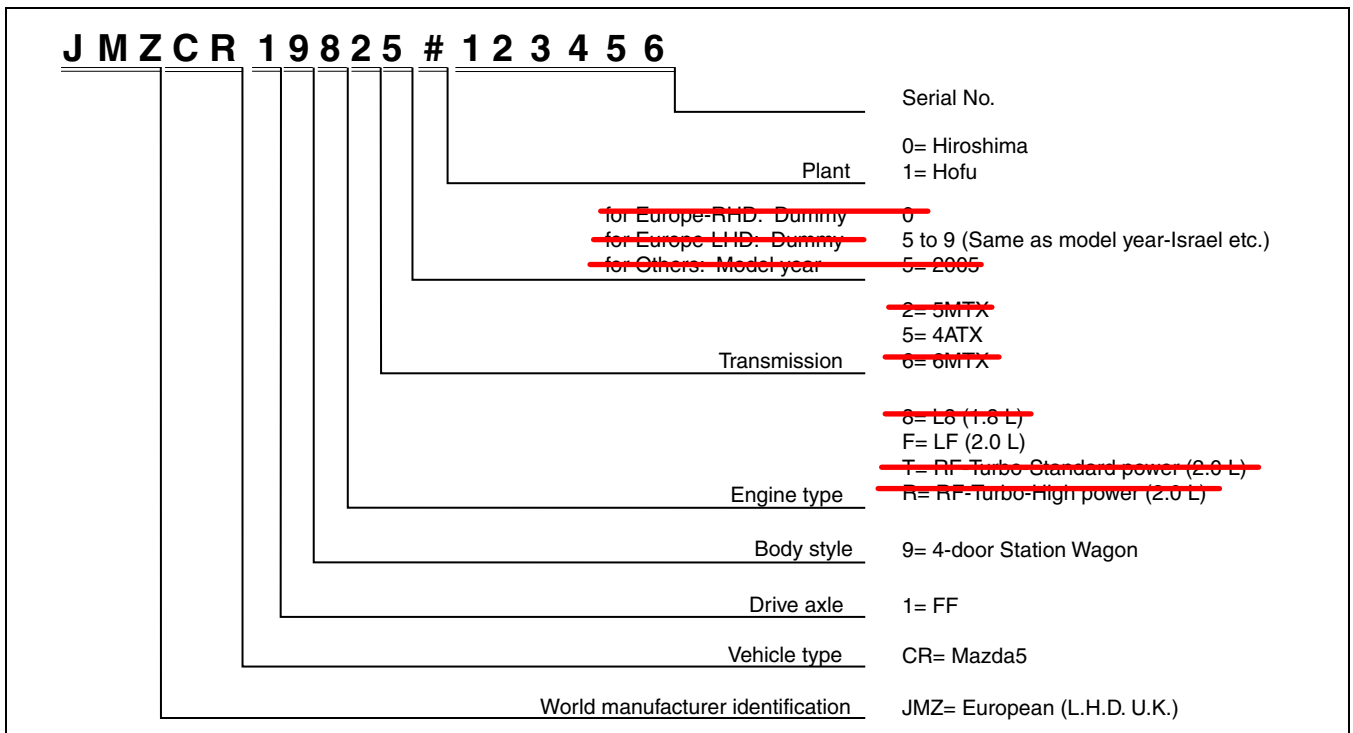 J M Z C R 1 9 8 2 5 # 1 2 3 4 5 6
Serial No.
0= Hiroshima
Plant 1= Hofu
for Europe-RHD: Dummy 0
for Europe-LHD: Dummy 5 to 9 (Same as model year-Israel etc.)
for Others: Model year 5= 2005
2= 5MTX
5= 4ATX
Transmission 6= 6MTX
8= L8 (1.8 L)
F= LF (2.0 L)
T= RF-Turbo-Standard power (2.0 L)
Engine type R= RF-Turbo-High power (2.0 L)
Body style 9= 4-door Station Wagon
Drive axle 1= FF
Vehicle type CR= Mazda5
World manufacturer identification JMZ= European (L.H.D. U.K.)